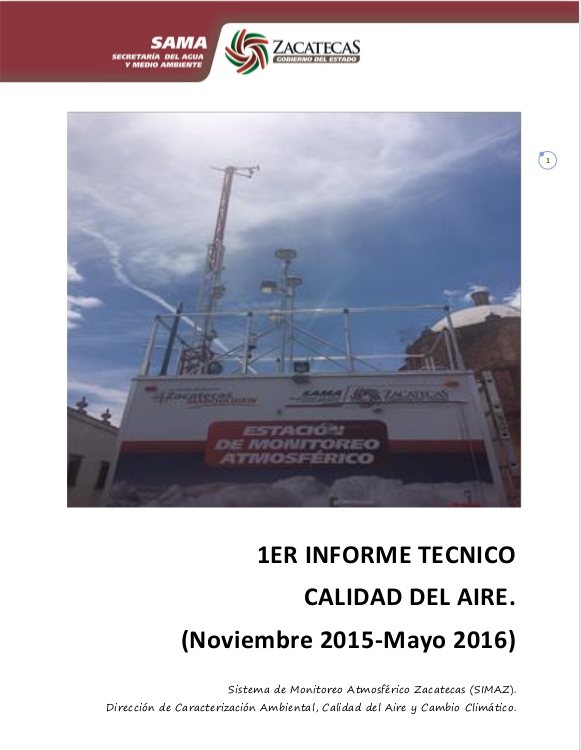 SAMA
SECRETARÍA DEL AGUA
Y MEDIO AMBIENTE
ZACATECAS
GOBIERNO DEL ESTADO
1
Zacatecas
SAMA
ZACATECAS
ESTACIÓN
DE MONITOREO
ATMOSFÉRICO
1ER INFORME TECNICO
CALIDAD DEL AIRE.
(Noviembre 2015-Mayo 2016)
Sistema de Monitoreo Atmosférico Zacatecas (SIMAZ).
Dirección de Caracterización Ambiental, Calidad del Aire y Cambio Climático.